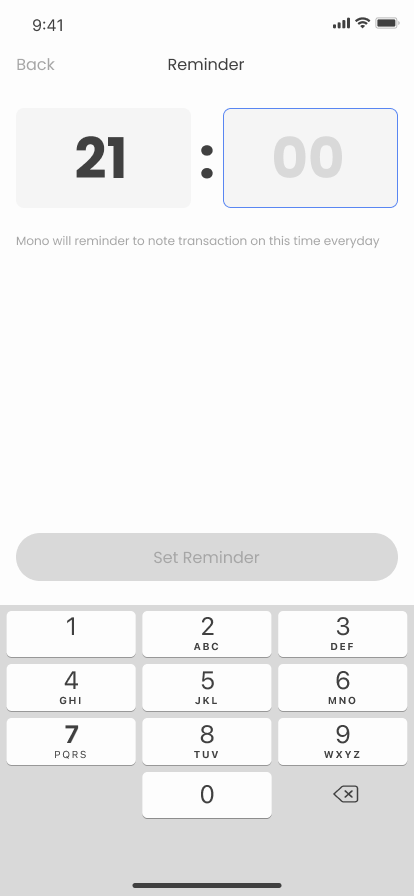 9:41
Back
Reminder
21 : 00
Mono will reminder to note transaction on this time everyday
Set Reminder
1 2 3
ABC DEF
4 5 6
GHI JKL MNO
7 8 9
PQRS TUV WXYZ
0